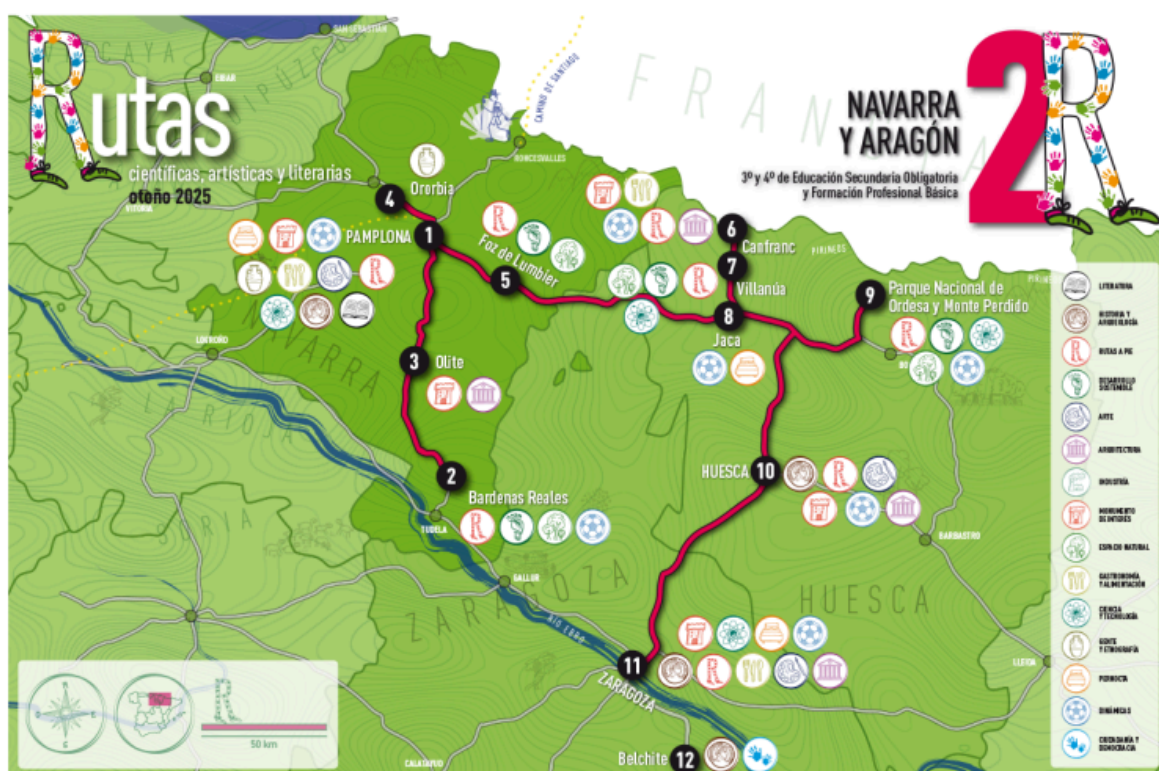 Rutas
científicas, artísticas y literarias
otoño 2025
NAVARRA
Y ARAGÓN
2R
3º y 4º de Educación Secundaria Obligatoria
y Formación Profesional Básica
FRANCIA
VIZCAYA
GUIPÚZCOA
SAN SEBASTIÁN
EIBAR
VITORIA
CAMINO DE SANTIAGO
RONCESVALLES
4
Ororbia
PAMPLONA
1
5
Foz de Lumbier
6
Canfranc
7
Villanúa
8
Jaca
9
Parque Nacional de
Ordesa y Monte Perdido
PIRINEOS
LOGROÑO
NAVARRA
LA RIOJA
3
Olite
2
Bardenas Reales
TUDELA
SORIA
GALLUR
ZARAGOZA
RÍO EBRO
HUESCA
10
BARBASTRO
HUESCA
LLEIDA
11
ZARAGOZA
Belchite
12
CALATAYUD
N
O
E
S
R
50 km
LITERATURA
HISTORIA Y
ARQUEOLOGÍA
RUTAS A PIE
DESARROLLO
SOSTENIBLE
ARTE
ARQUITECTURA
INDUSTRIA
MONUMENTO
DE INTERÉS
ESPACIO NATURAL
GASTRONOMÍA
Y ALIMENTACIÓN
CIENCIA
Y TECNOLOGÍA
GENTE
Y ETNOGRAFÍA
PERNOCTA
DINÁMICAS
CIUDADANÍA Y
DEMOCRACIA